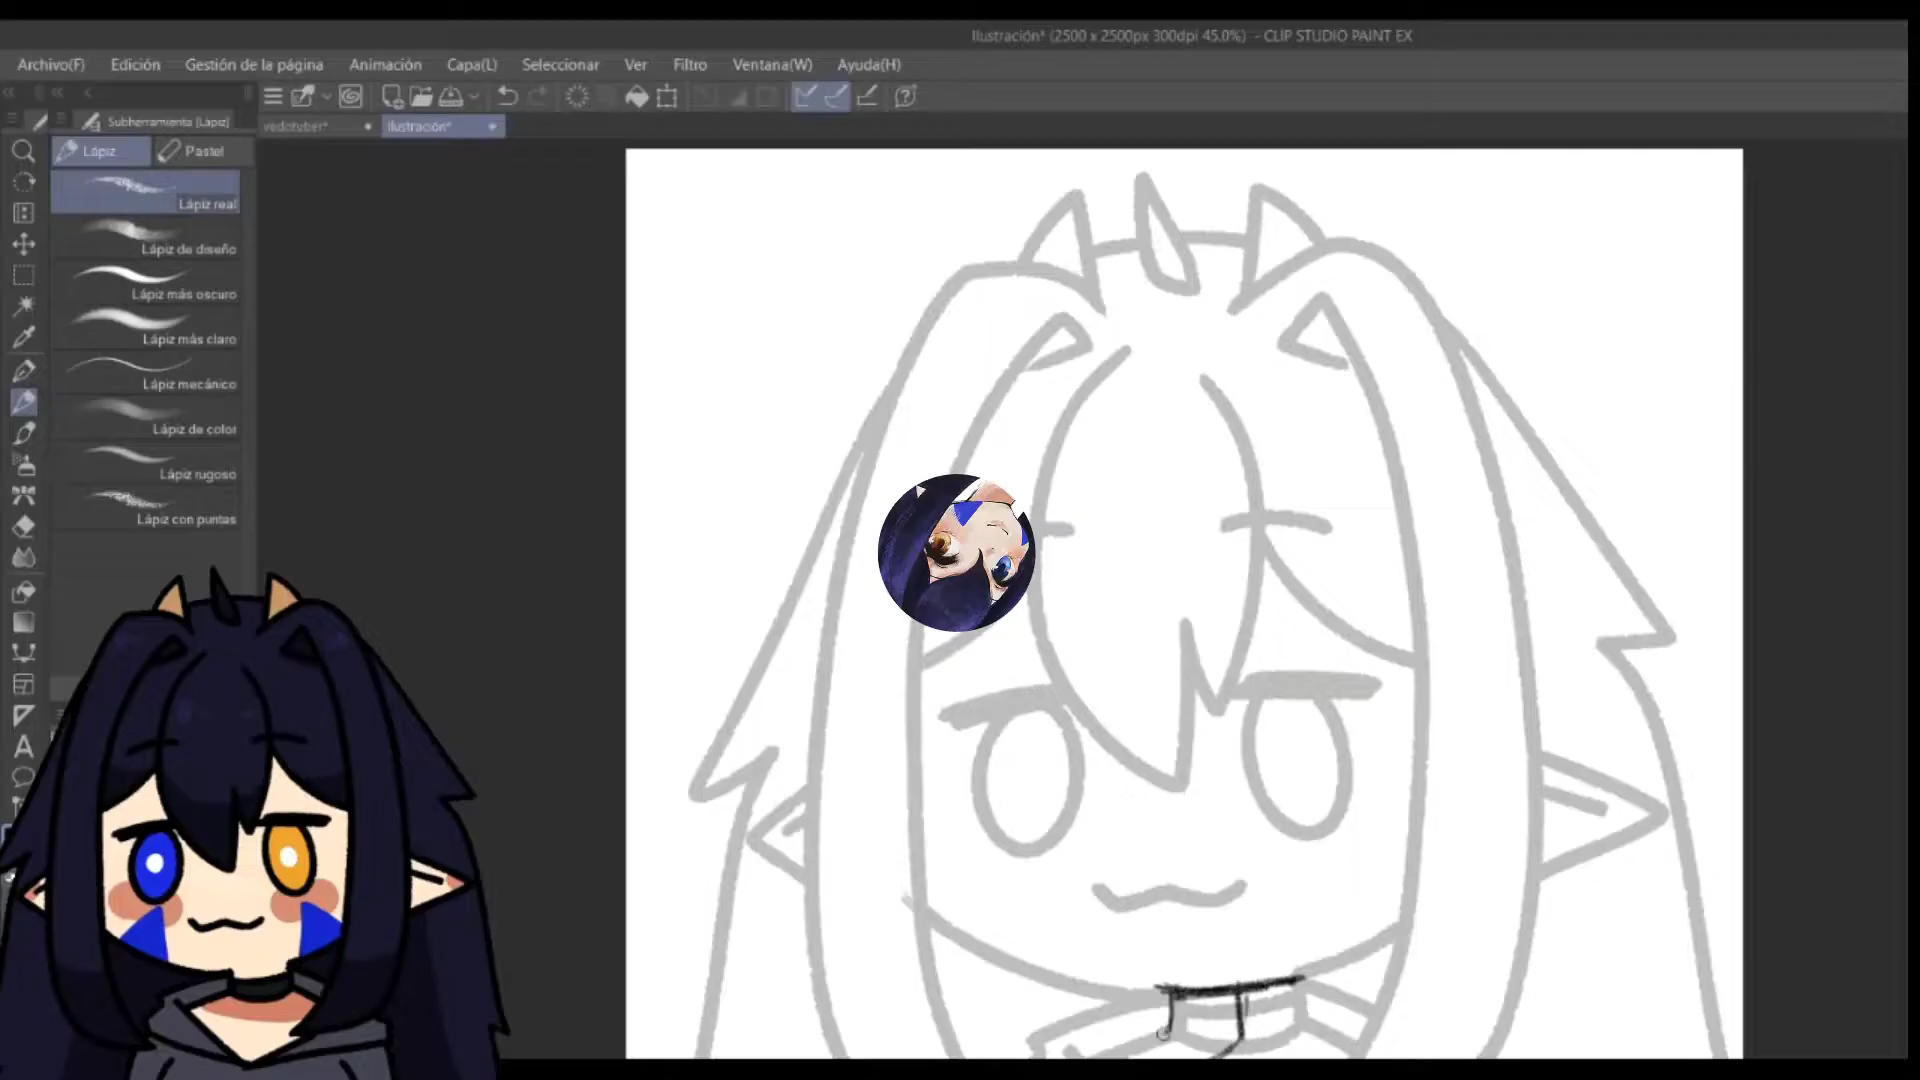 Ilustración* (2500 x 2500px 300dpi 45.0%) - CLIP STUDIO PAINT EX
Archivo(F) Edición Gestión de la página Animación Capa(L) Seleccionar Ver Filtro Ventana(W) Ayuda(H)
Subherramienta [Lápiz] vedotuber* Ilustración*
Lápiz Pastel
Lápiz real
Lápiz de diseño
Lápiz más oscuro
Lápiz más claro
Lápiz mecánico
Lápiz de color
Lápiz rugoso
Lápiz con puntas